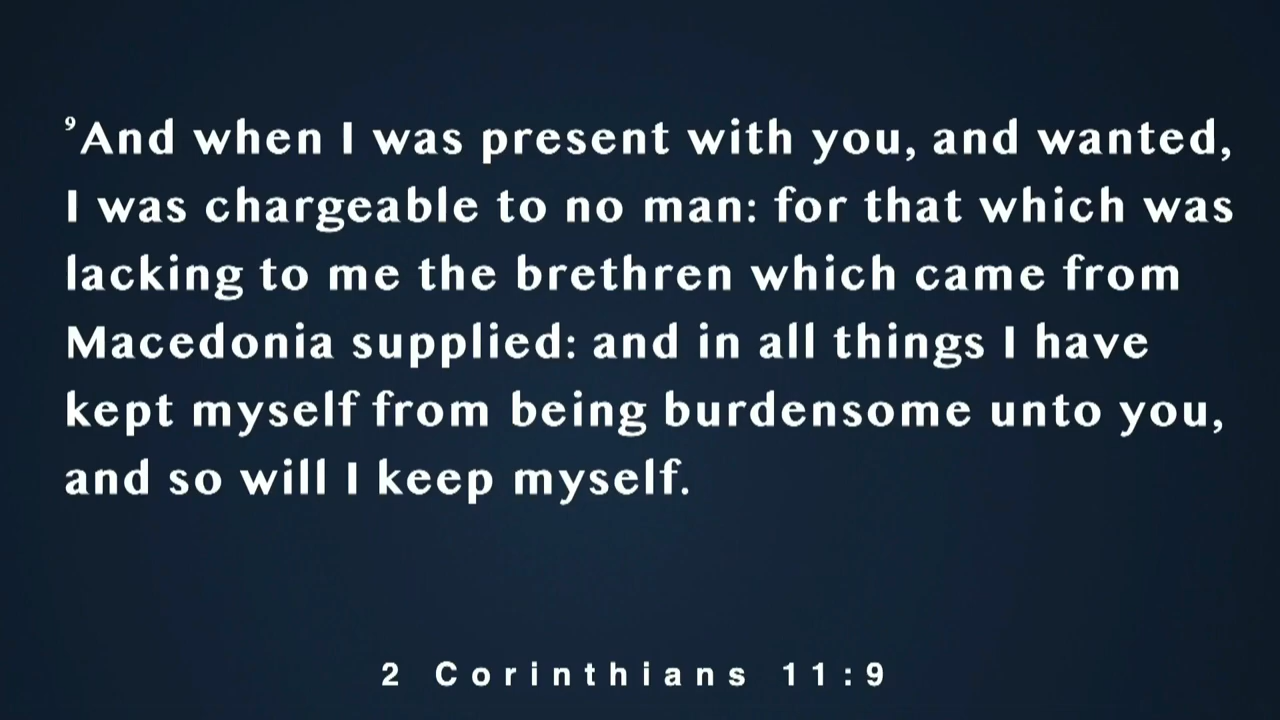 ⁹And when I was present with you, and wanted,
I was chargeable to no man: for that which was
lacking to me the brethren which came from
Macedonia supplied: and in all things I have
kept myself from being burdensome unto you,
and so will I keep myself.
2 Corinthians 11:9